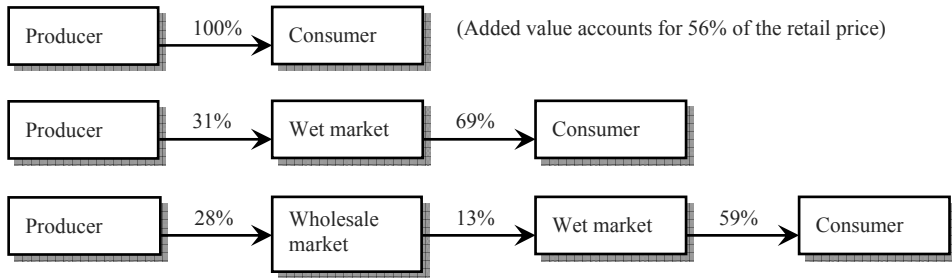 Producer 100% Consumer (Added value accounts for 56% of the retail price)
Producer 31% Wet market 69% Consumer
Producer 28% Wholesale market 13% Wet market 59% Consumer